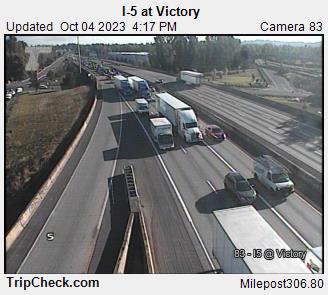 I-5 at Victory
Updated Oct 04 2023 4:17 PM Camera 83
S
83 - I5 @ Victory
TripCheck.com Milepost306.80